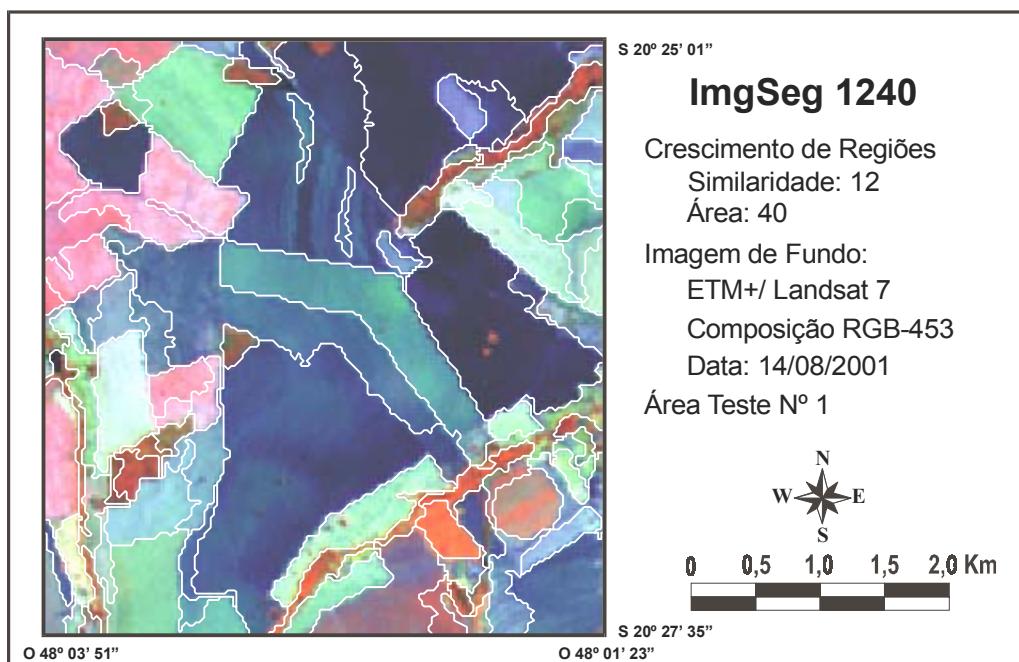 S 20º 25’ 01”
ImgSeg 1240
Crescimento de Regiões
Similaridade: 12
Área: 40
Imagem de Fundo:
ETM+/ Landsat 7
Composição RGB-453
Data: 14/08/2001
Área Teste Nº 1
N
W E
S
0 0,5 1,0 1,5 2,0 Km
S 20º 27’ 35”
O 48º 03’ 51” O 48º 01’ 23”